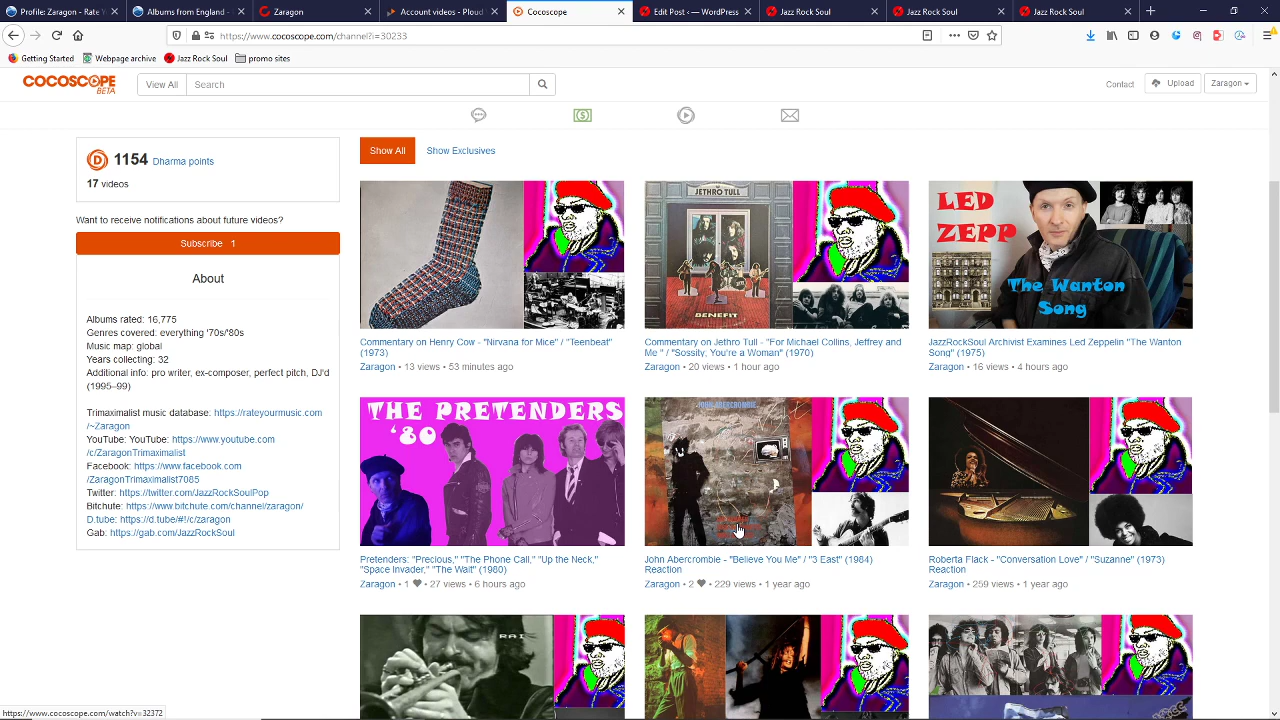 Profile: Zaragon - Rate Yo
Albums from England -
Zaragon
Account videos - Ploud
Cocoscope
Edit Post ‹ — WordPress
Jazz Rock Soul
Jazz Rock Soul
Jazz Rock Soul
https://www.cocoscope.com/channel?i=30233
Getting Started
Webpage archive
Jazz Rock Soul
promo sites
COCOSCOPE
BETA
View All
Search
Contact
Upload
Zaragon
1154 Dharma points
17 videos
Want to receive notifications about future videos?
Subscribe 1
About
Albums rated: 16,775
Genres covered: everything '70s/'80s
Music map: global
Years collecting: 32
Additional info: pro writer, ex-composer, perfect pitch, DJ'd
(1995–99)
Trimaximalist music database: https://rateyourmusic.com
/~Zaragon
YouTube: YouTube: https://www.youtube.com
/c/ZaragonTrimaximalist
Facebook: https://www.facebook.com
/ZaragonTrimaximalist7085
Twitter: https://twitter.com/JazzRockSoulPop
Bitchute: https://www.bitchute.com/channel/zaragon/
D.tube: https://d.tube/#!/c/zaragon
Gab: https://gab.com/JazzRockSoul
Show All
Show Exclusives
JETHRO TULL
BENEFIT
LED
ZEPP
The Wanton
Song
Commentary on Henry Cow - "Nirvana for Mice" / "Teenbeat"
(1973)
Zaragon • 13 views • 53 minutes ago
Commentary on Jethro Tull - "For Michael Collins, Jeffrey and
Me " / "Sossity; You're a Woman" (1970)
Zaragon • 20 views • 1 hour ago
JazzRockSoul Archivist Examines Led Zeppelin "The Wanton
Song" (1975)
Zaragon • 16 views • 4 hours ago
THE PRETENDERS
'80
JOHN ABERCROMBIE
Pretenders: "Precious," "The Phone Call," "Up the Neck,"
"Space Invader," "The Wait" (1980)
Zaragon • 1 ♥ • 27 views • 6 hours ago
John Abercrombie - "Believe You Me" / "3 East" (1984)
Reaction
Zaragon • 2 ♥ • 229 views • 1 year ago
Roberta Flack - "Conversation Love" / "Suzanne" (1973)
Reaction
Zaragon • 259 views • 1 year ago
RAI
https://www.cocoscope.com/watch?v=32372